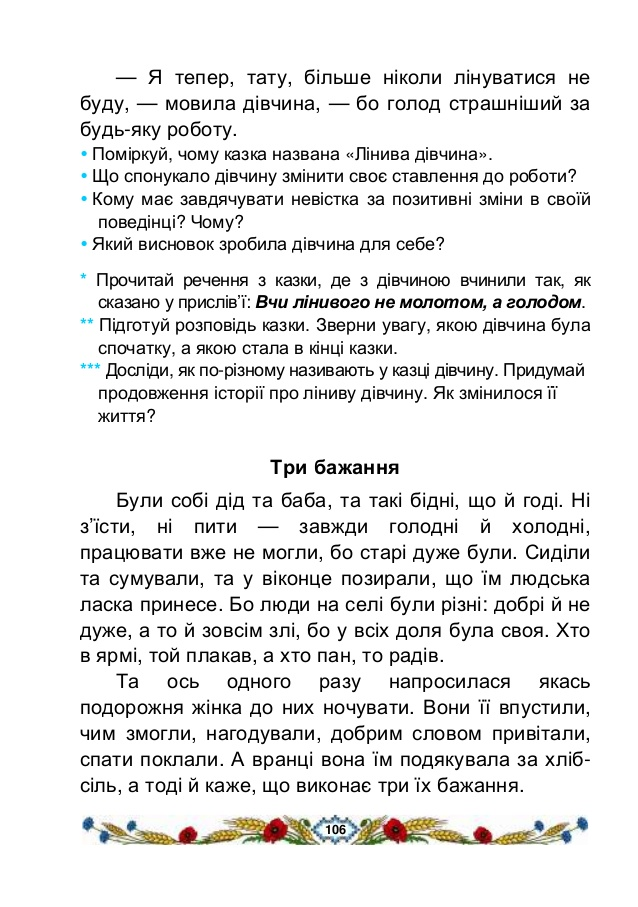 — Я тепер, тату, більше ніколи лінуватися не
буду, — мовила дівчина, — бо голод страшніший за
будь-яку роботу.
• Поміркуй, чому казка названа «Лінива дівчина».
• Що спонукало дівчину змінити своє ставлення до роботи?
• Кому має завдячувати невістка за позитивні зміни в своїй
поведінці? Чому?
• Який висновок зробила дівчина для себе?
* Прочитай речення з казки, де з дівчиною вчинили так, як
сказано у прислів’ї: Вчи лінивого не молотом, а голодом.
** Підготуй розповідь казки. Зверни увагу, якою дівчина була
спочатку, а якою стала в кінці казки.
*** Досліди, як по-різному називають у казці дівчину. Придумай
продовження історії про ліниву дівчину. Як змінилося її
життя?
Три бажання
Були собі дід та баба, та такі бідні, що й годі. Ні
з’їсти, ні пити — завжди голодні й холодні,
працювати вже не могли, бо старі дуже були. Сиділи
та сумували, та у віконце позирали, що їм людська
ласка принесе. Бо люди на селі були різні: добрі й не
дуже, а то й зовсім злі, бо у всіх доля була своя. Хто
в ярмі, той плакав, а хто пан, то радів.
Та ось одного разу напросилася якась
подорожня жінка до них ночувати. Вони її впустили,
чим змогли, нагодували, добрим словом привітали,
спати поклали. А вранці вона їм подякувала за хліб-
сіль, а тоді й каже, що виконає три їх бажання.
106